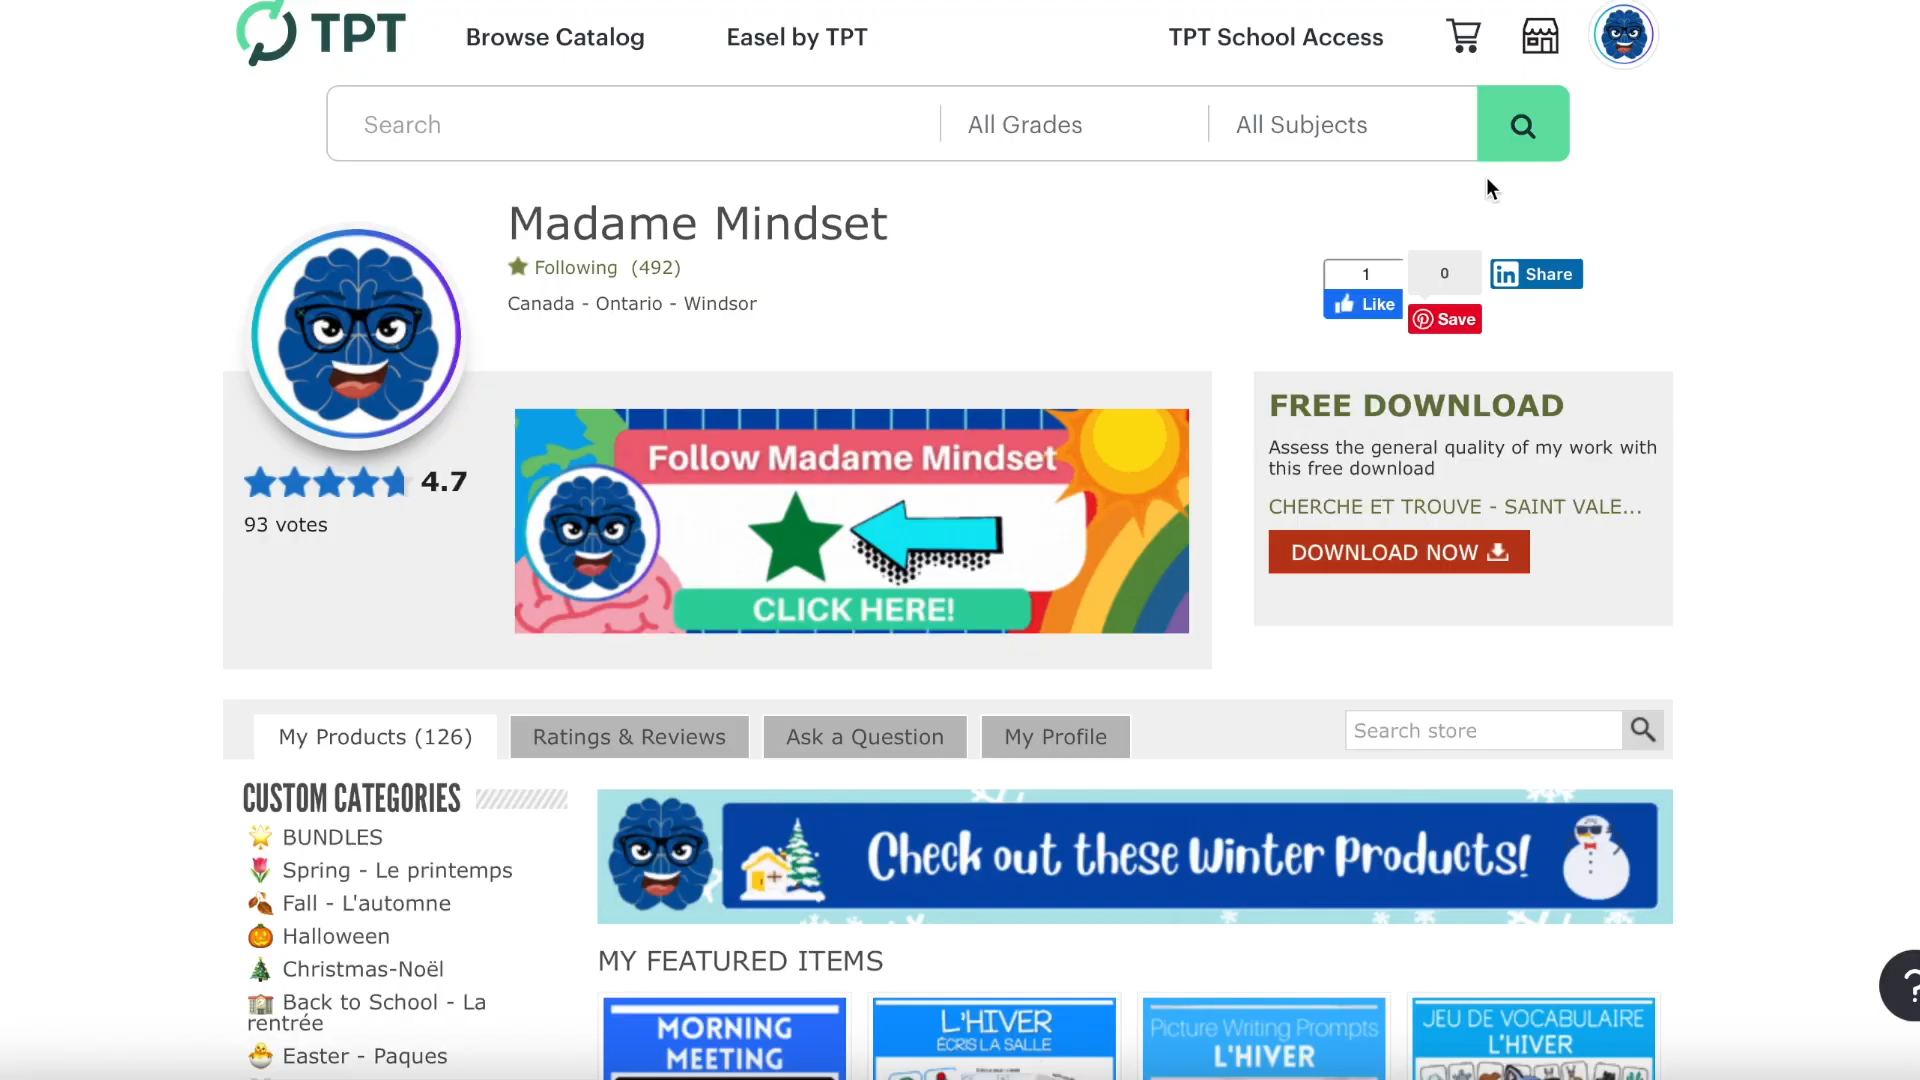 TPT
Browse Catalog
Easel by TPT
TPT School Access
Search
All Grades
All Subjects
Madame Mindset
Following (492)
Canada - Ontario - Windsor
1
Like
0
Save
in Share
4.7
93 votes
Follow Madame Mindset
CLICK HERE!
FREE DOWNLOAD
Assess the general quality of my work with
this free download
CHERCHE ET TROUVE - SAINT VALE...
DOWNLOAD NOW
My Products (126)
Ratings & Reviews
Ask a Question
My Profile
Search store
CUSTOM CATEGORIES
BUNDLES
Spring - Le printemps
Fall - L'automne
Halloween
Christmas-Noël
Back to School - La
rentrée
Easter - Paques
Check out these Winter Products!
MY FEATURED ITEMS
MORNING
MEETING
L'HIVER
ÉCRIS LA SALLE
Picture Writing Prompts
L'HIVER
JEU DE VOCABULAIRE
L'HIVER
?